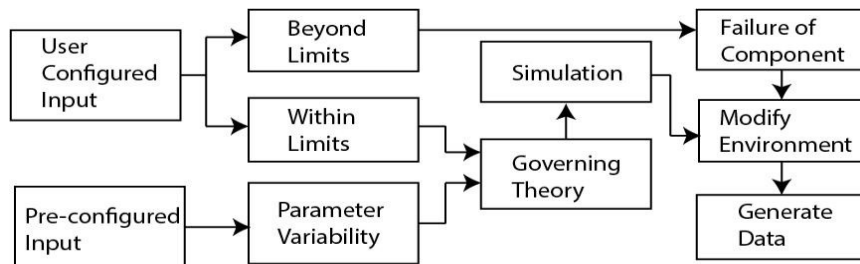 User
Configured
Input
Beyond
Limits
Failure of
Component
Simulation
Within
Limits
Modify
Environment
Governing
Theory
Pre-configured
Input
Parameter
Variability
Generate
Data